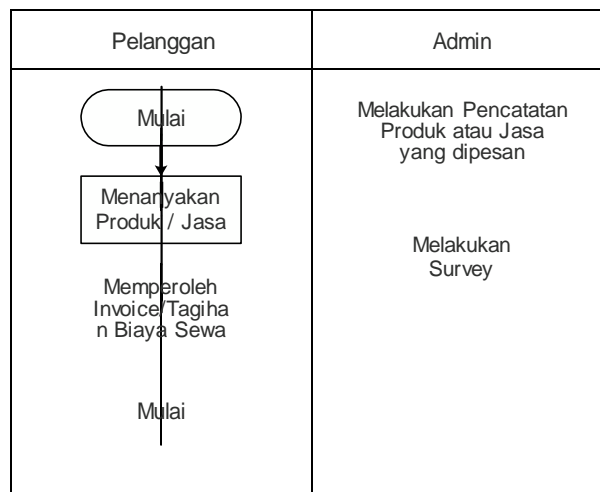 Pelanggan
Admin
Mulai
Menanyakan
Produk / Jasa
Memperoleh
Invoice/Tagiha
n Biaya Sewa
Mulai
Melakukan Pencatatan
Produk atau Jasa
yang dipesan
Melakukan
Survey